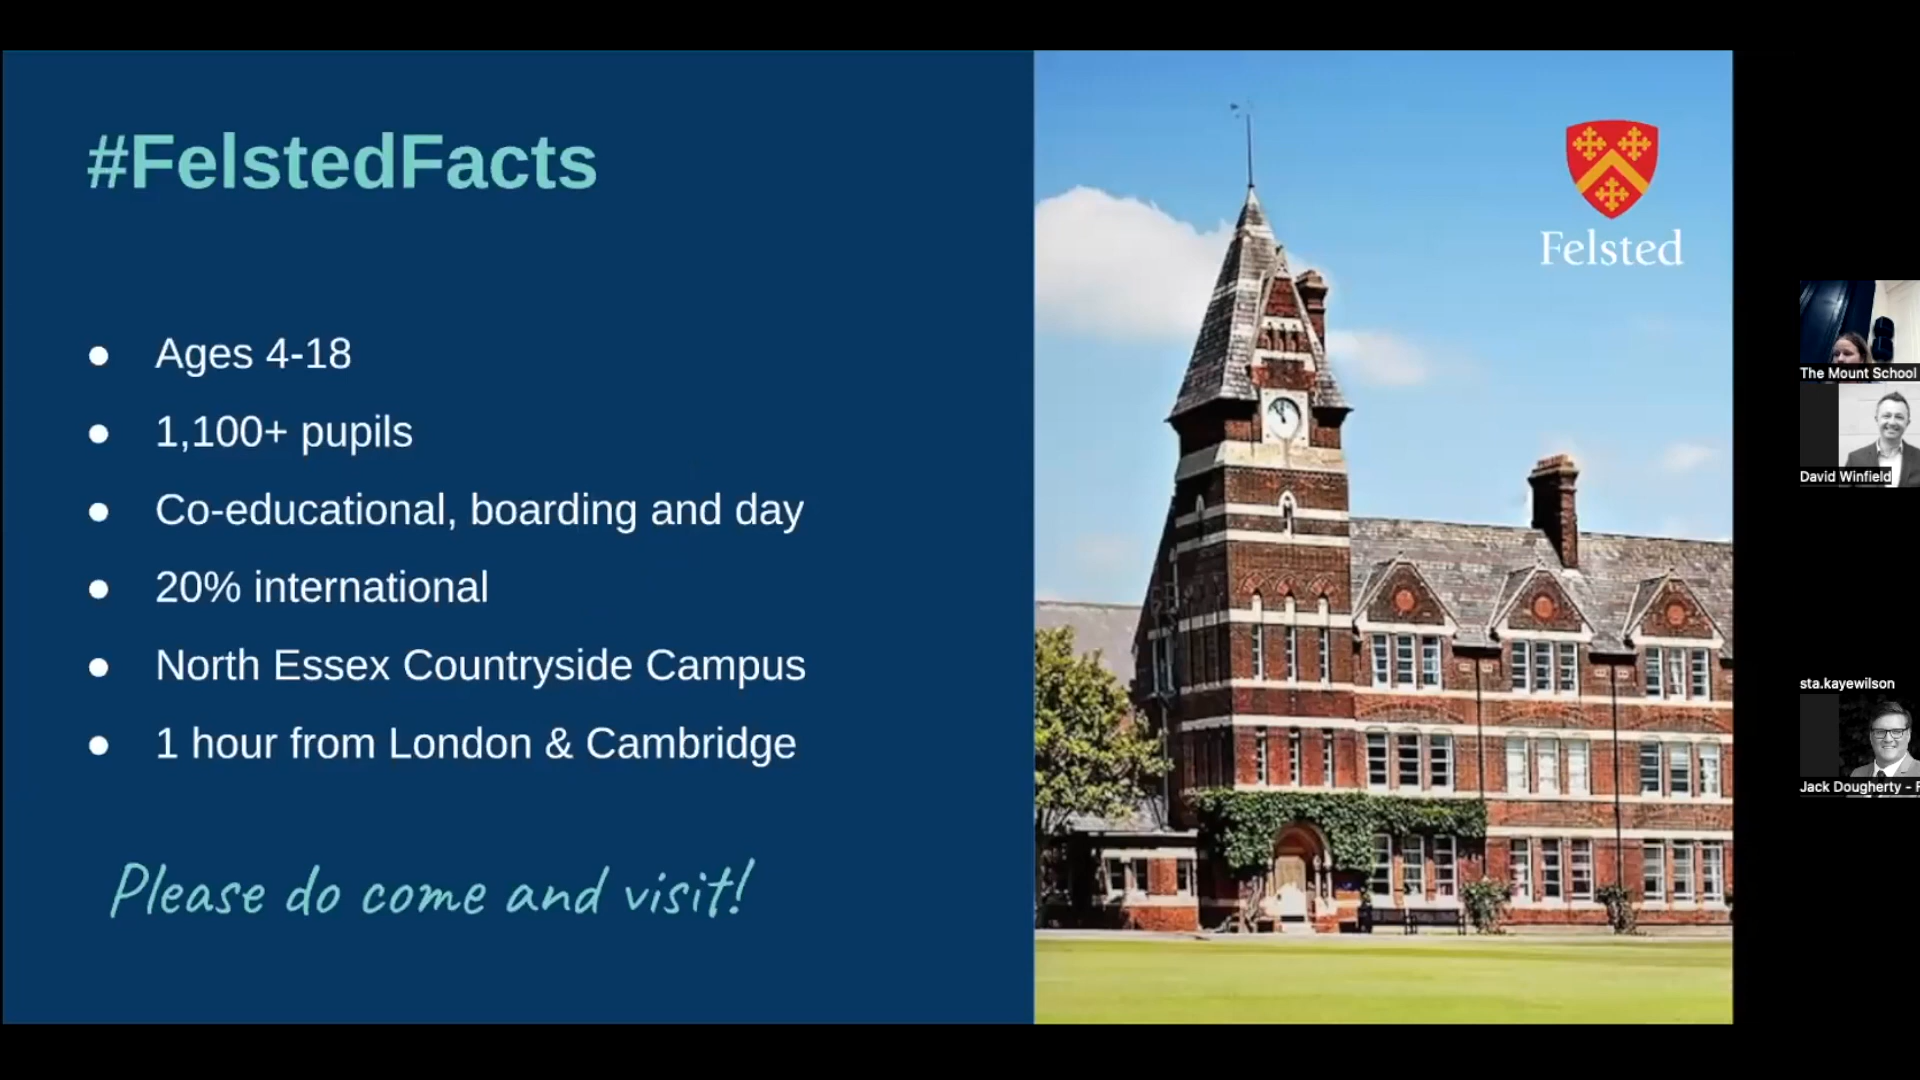 #FelstedFacts
Felsted
● Ages 4-18
● 1,100+ pupils
● Co-educational, boarding and day
● 20% international
● North Essex Countryside Campus
● 1 hour from London & Cambridge
Please do come and visit!
The Mount School
David Winfield
sta.kayewilson
Jack Dougherty - F